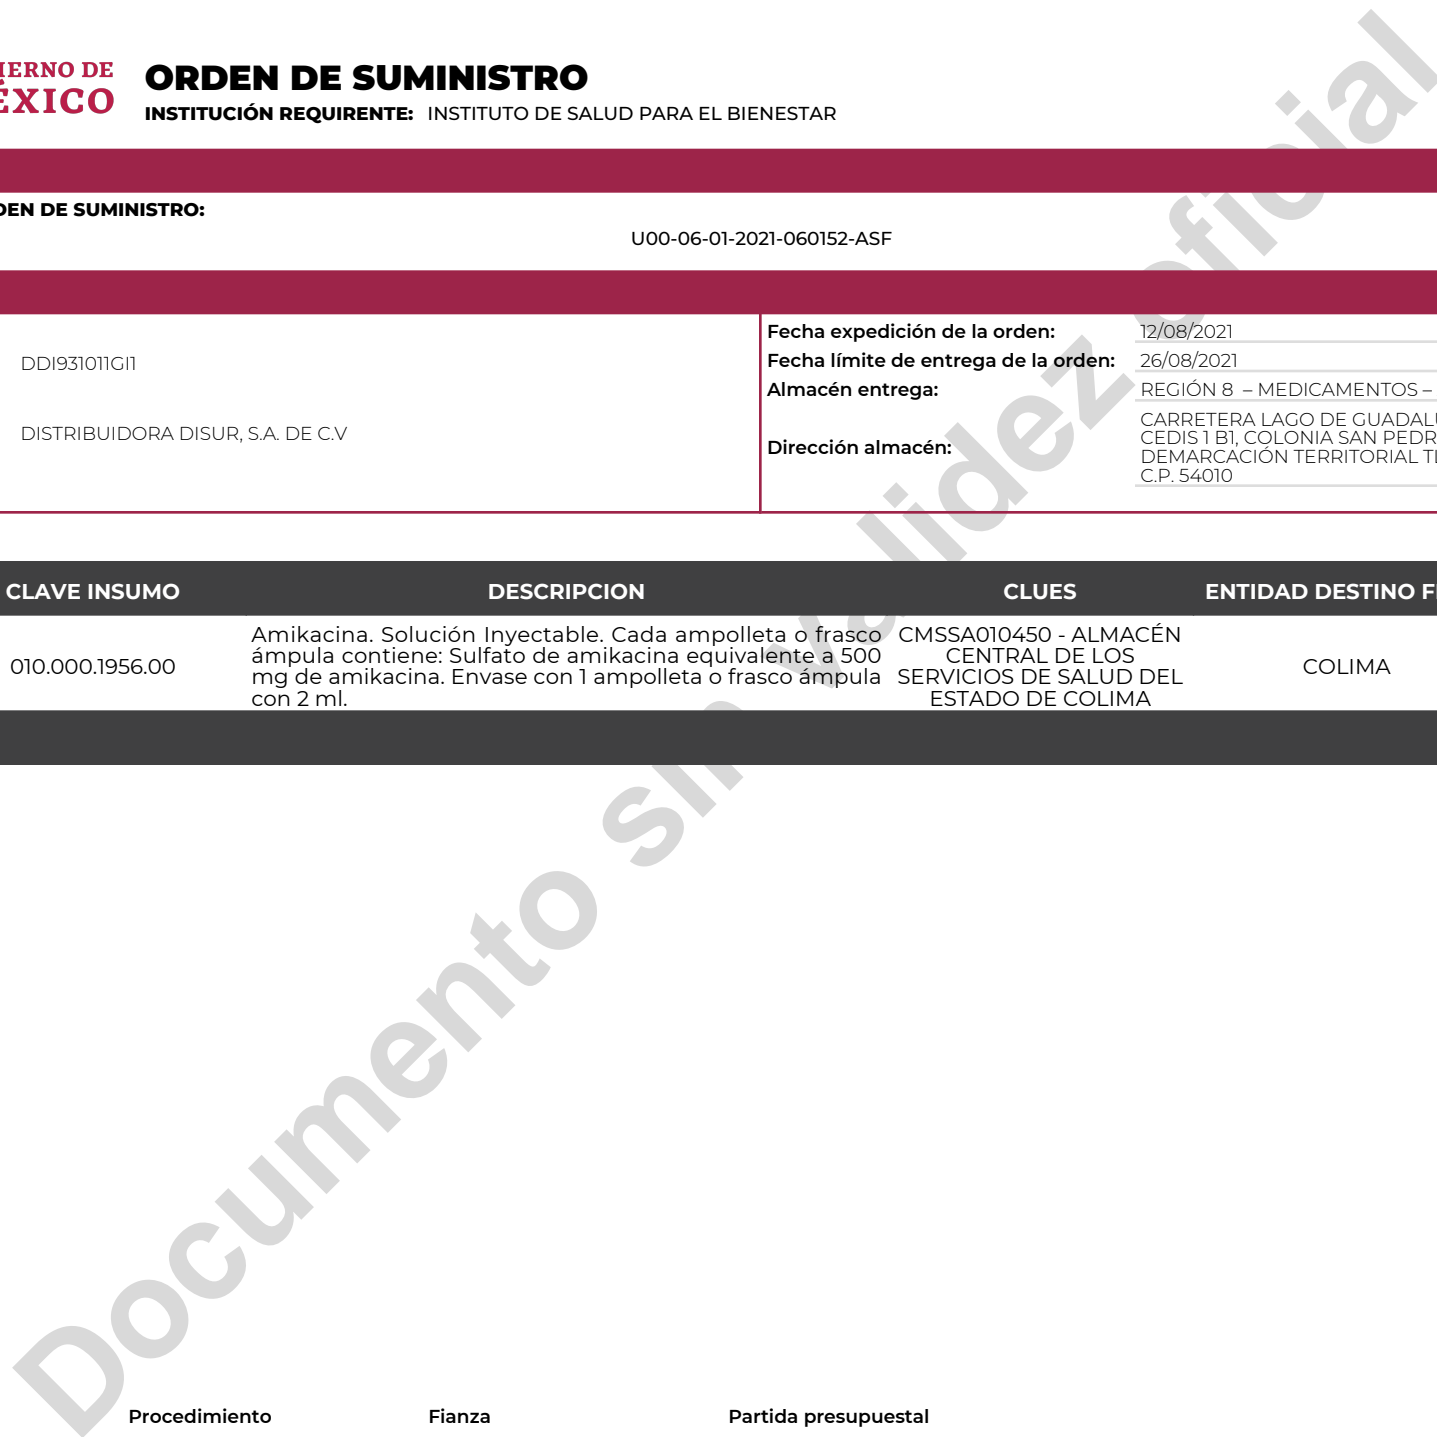 IERNO DE
ÉXICO
ORDEN DE SUMINISTRO
INSTITUCIÓN REQUIRENTE: INSTITUTO DE SALUD PARA EL BIENESTAR
DEN DE SUMINISTRO:
U00-06-01-2021-060152-ASF
DDI931011GI1
DISTRIBUIDORA DISUR, S.A. DE C.V
Fecha expedición de la orden: 12/08/2021
Fecha límite de entrega de la orden: 26/08/2021
Almacén entrega: REGIÓN 8 – MEDICAMENTOS –
Dirección almacén:
CARRETERA LAGO DE GUADALU
CEDIS 1 B1, COLONIA SAN PEDR
DEMARCACIÓN TERRITORIAL TL
C.P. 54010
CLAVE INSUMO DESCRIPCION CLUES ENTIDAD DESTINO FI
010.000.1956.00
Amikacina. Solución Inyectable. Cada ampolleta o frasco
ámpula contiene: Sulfato de amikacina equivalente a 500
mg de amikacina. Envase con 1 ampolleta o frasco ámpula
con 2 ml.
CMSSA010450 - ALMACÉN
CENTRAL DE LOS
SERVICIOS DE SALUD DEL
ESTADO DE COLIMA
COLIMA
Documento sin validez oficial
Procedimiento Fianza Partida presupuestal